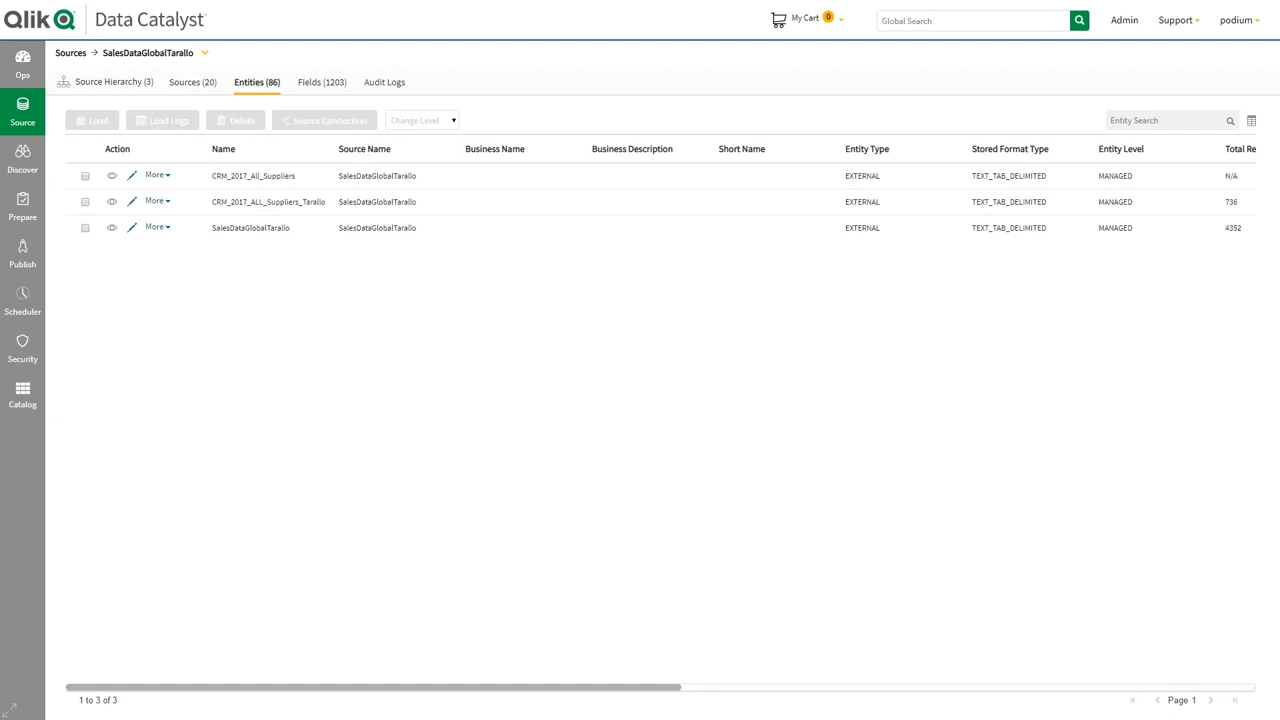 Qlik Data Catalyst
My Cart 0
Global Search
Admin
Support
podium
Ops
Source
Discover
Prepare
Publish
Scheduler
Security
Catalog
Sources → SalesDataGlobalTarallo
Source Hierarchy (3) Sources (20) Entities (86) Fields (1203) Audit Logs
Load Load Logs Delete Source Connection Change Level Entity Search
Action Name Source Name Business Name Business Description Short Name Entity Type Stored Format Type Entity Level Total Re
More CRM_2017_All_Suppliers SalesDataGlobalTarallo EXTERNAL TEXT_TAB_DELIMITED MANAGED N/A
More CRM_2017_ALL_Suppliers_Tarallo SalesDataGlobalTarallo EXTERNAL TEXT_TAB_DELIMITED MANAGED 736
More SalesDataGlobalTarallo SalesDataGlobalTarallo EXTERNAL TEXT_TAB_DELIMITED MANAGED 4352
1 to 3 of 3 Page 1